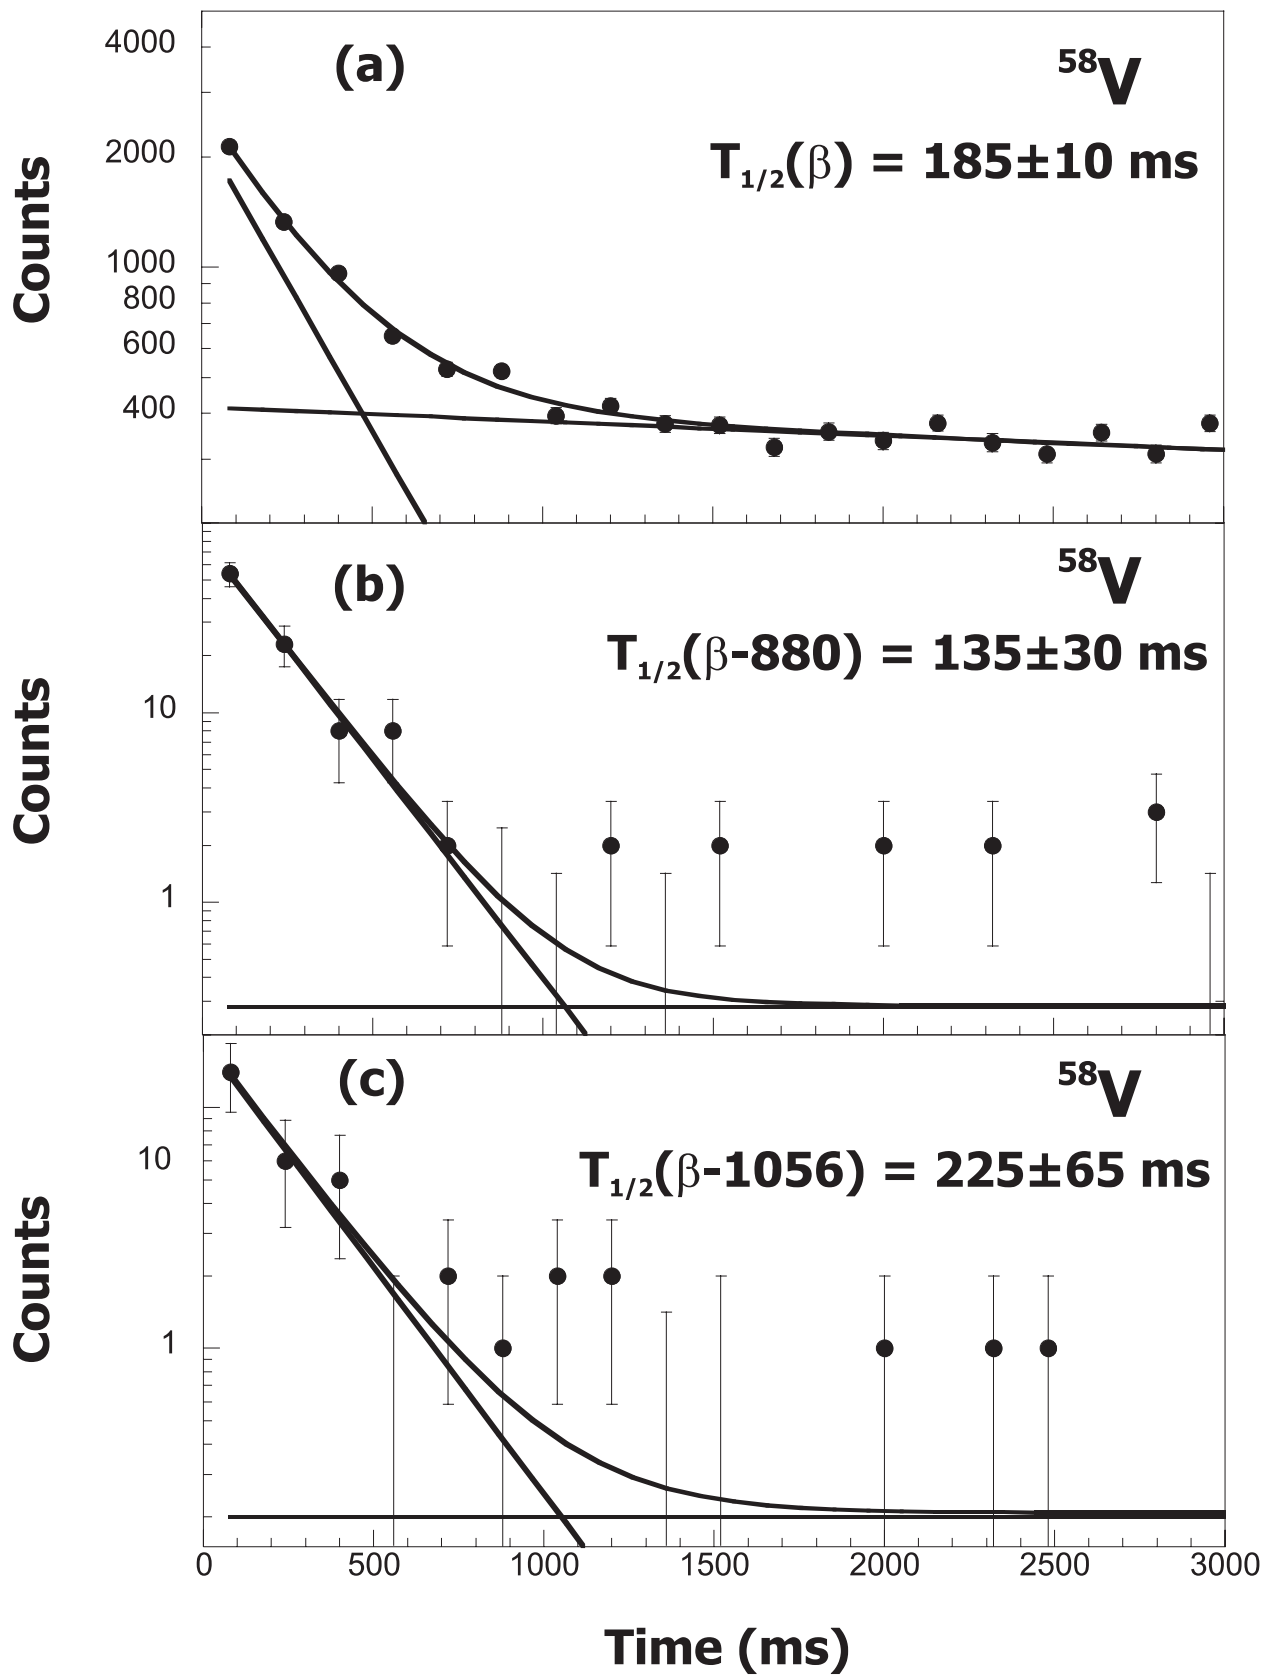 (a)
⁵⁸V
T₁/₂(β) = 185±10 ms
Counts
4000
2000
1000
800
600
400
(b)
⁵⁸V
T₁/₂(β-880) = 135±30 ms
Counts
10
1
(c)
⁵⁸V
T₁/₂(β-1056) = 225±65 ms
Counts
10
1
0 500 1000 1500 2000 2500 3000
Time (ms)